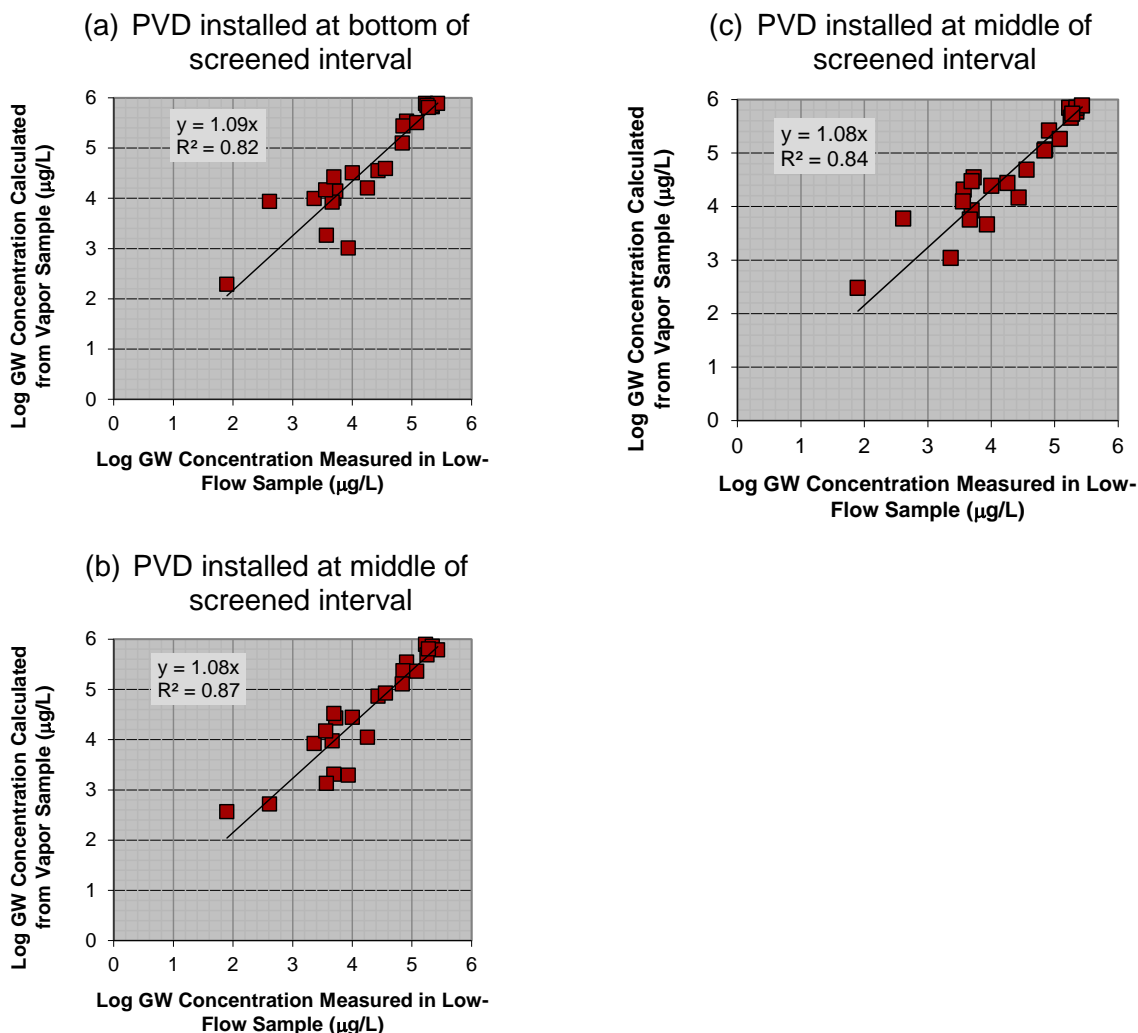 (a) PVD installed at bottom of
screened interval
6
5
4
3
2
1
0
y = 1.09x
R² = 0.82
0 1 2 3 4 5 6
Log GW Concentration Calculated
from Vapor Sample (µg/L)
Log GW Concentration Measured in Low-
Flow Sample (µg/L)
(b) PVD installed at middle of
screened interval
6
5
4
3
2
1
0
y = 1.08x
R² = 0.87
0 1 2 3 4 5 6
Log GW Concentration Calculated
from Vapor Sample (µg/L)
Log GW Concentration Measured in Low-
Flow Sample (µg/L)
(c) PVD installed at middle of
screened interval
6
5
4
3
2
1
0
y = 1.08x
R² = 0.84
0 1 2 3 4 5 6
Log GW Concentration Calculated
from Vapor Sample (µg/L)
Log GW Concentration Measured in Low-
Flow Sample (µg/L)